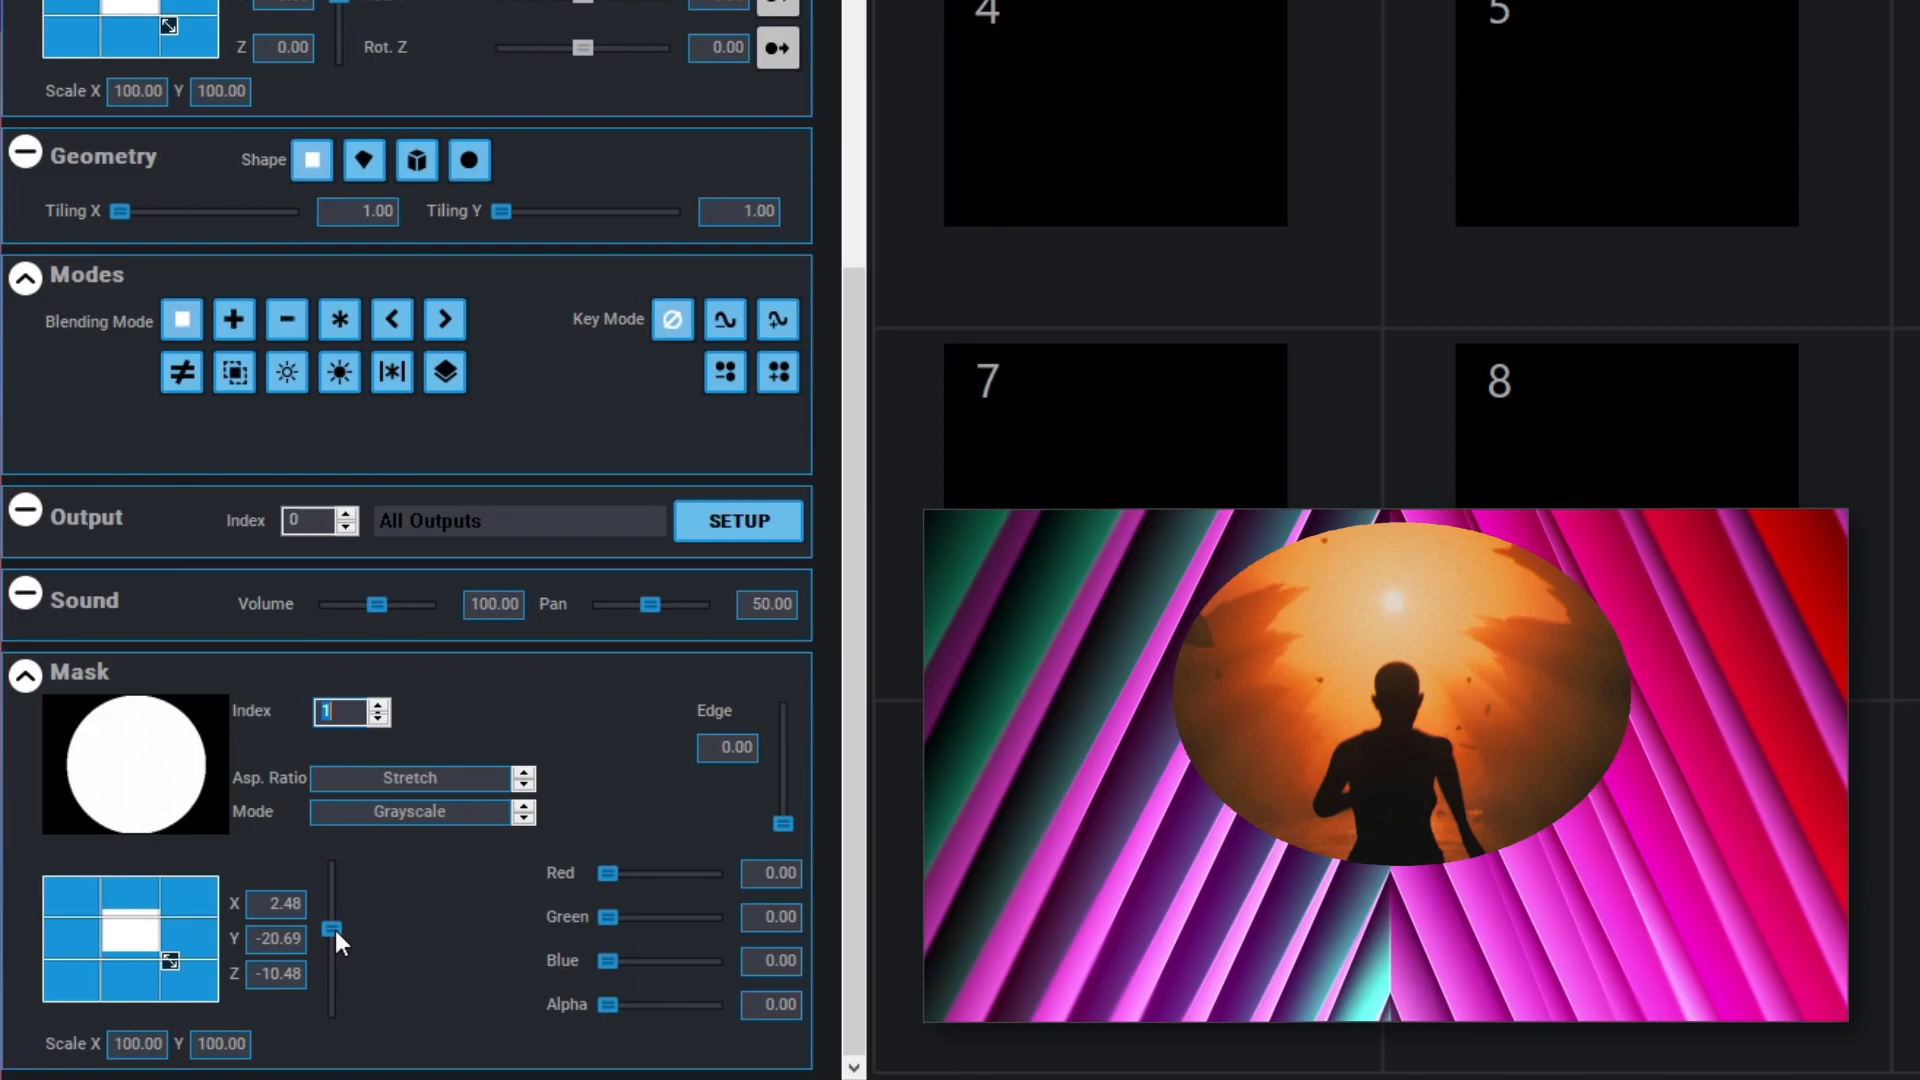 4
5
Z 0.00 Rot. Z 0.00
Scale X 100.00 Y 100.00
Geometry Shape
Tiling X 1.00 Tiling Y 1.00
Modes
Blending Mode Key Mode
7
8
Output Index 0 All Outputs SETUP
Sound Volume 100.00 Pan 50.00
Mask
Index 1 Edge
0.00
Asp. Ratio Stretch
Mode Grayscale
Red 0.00
X 2.48
Green 0.00
Y -20.69
Blue 0.00
Z -10.48
Alpha 0.00
Scale X 100.00 Y 100.00